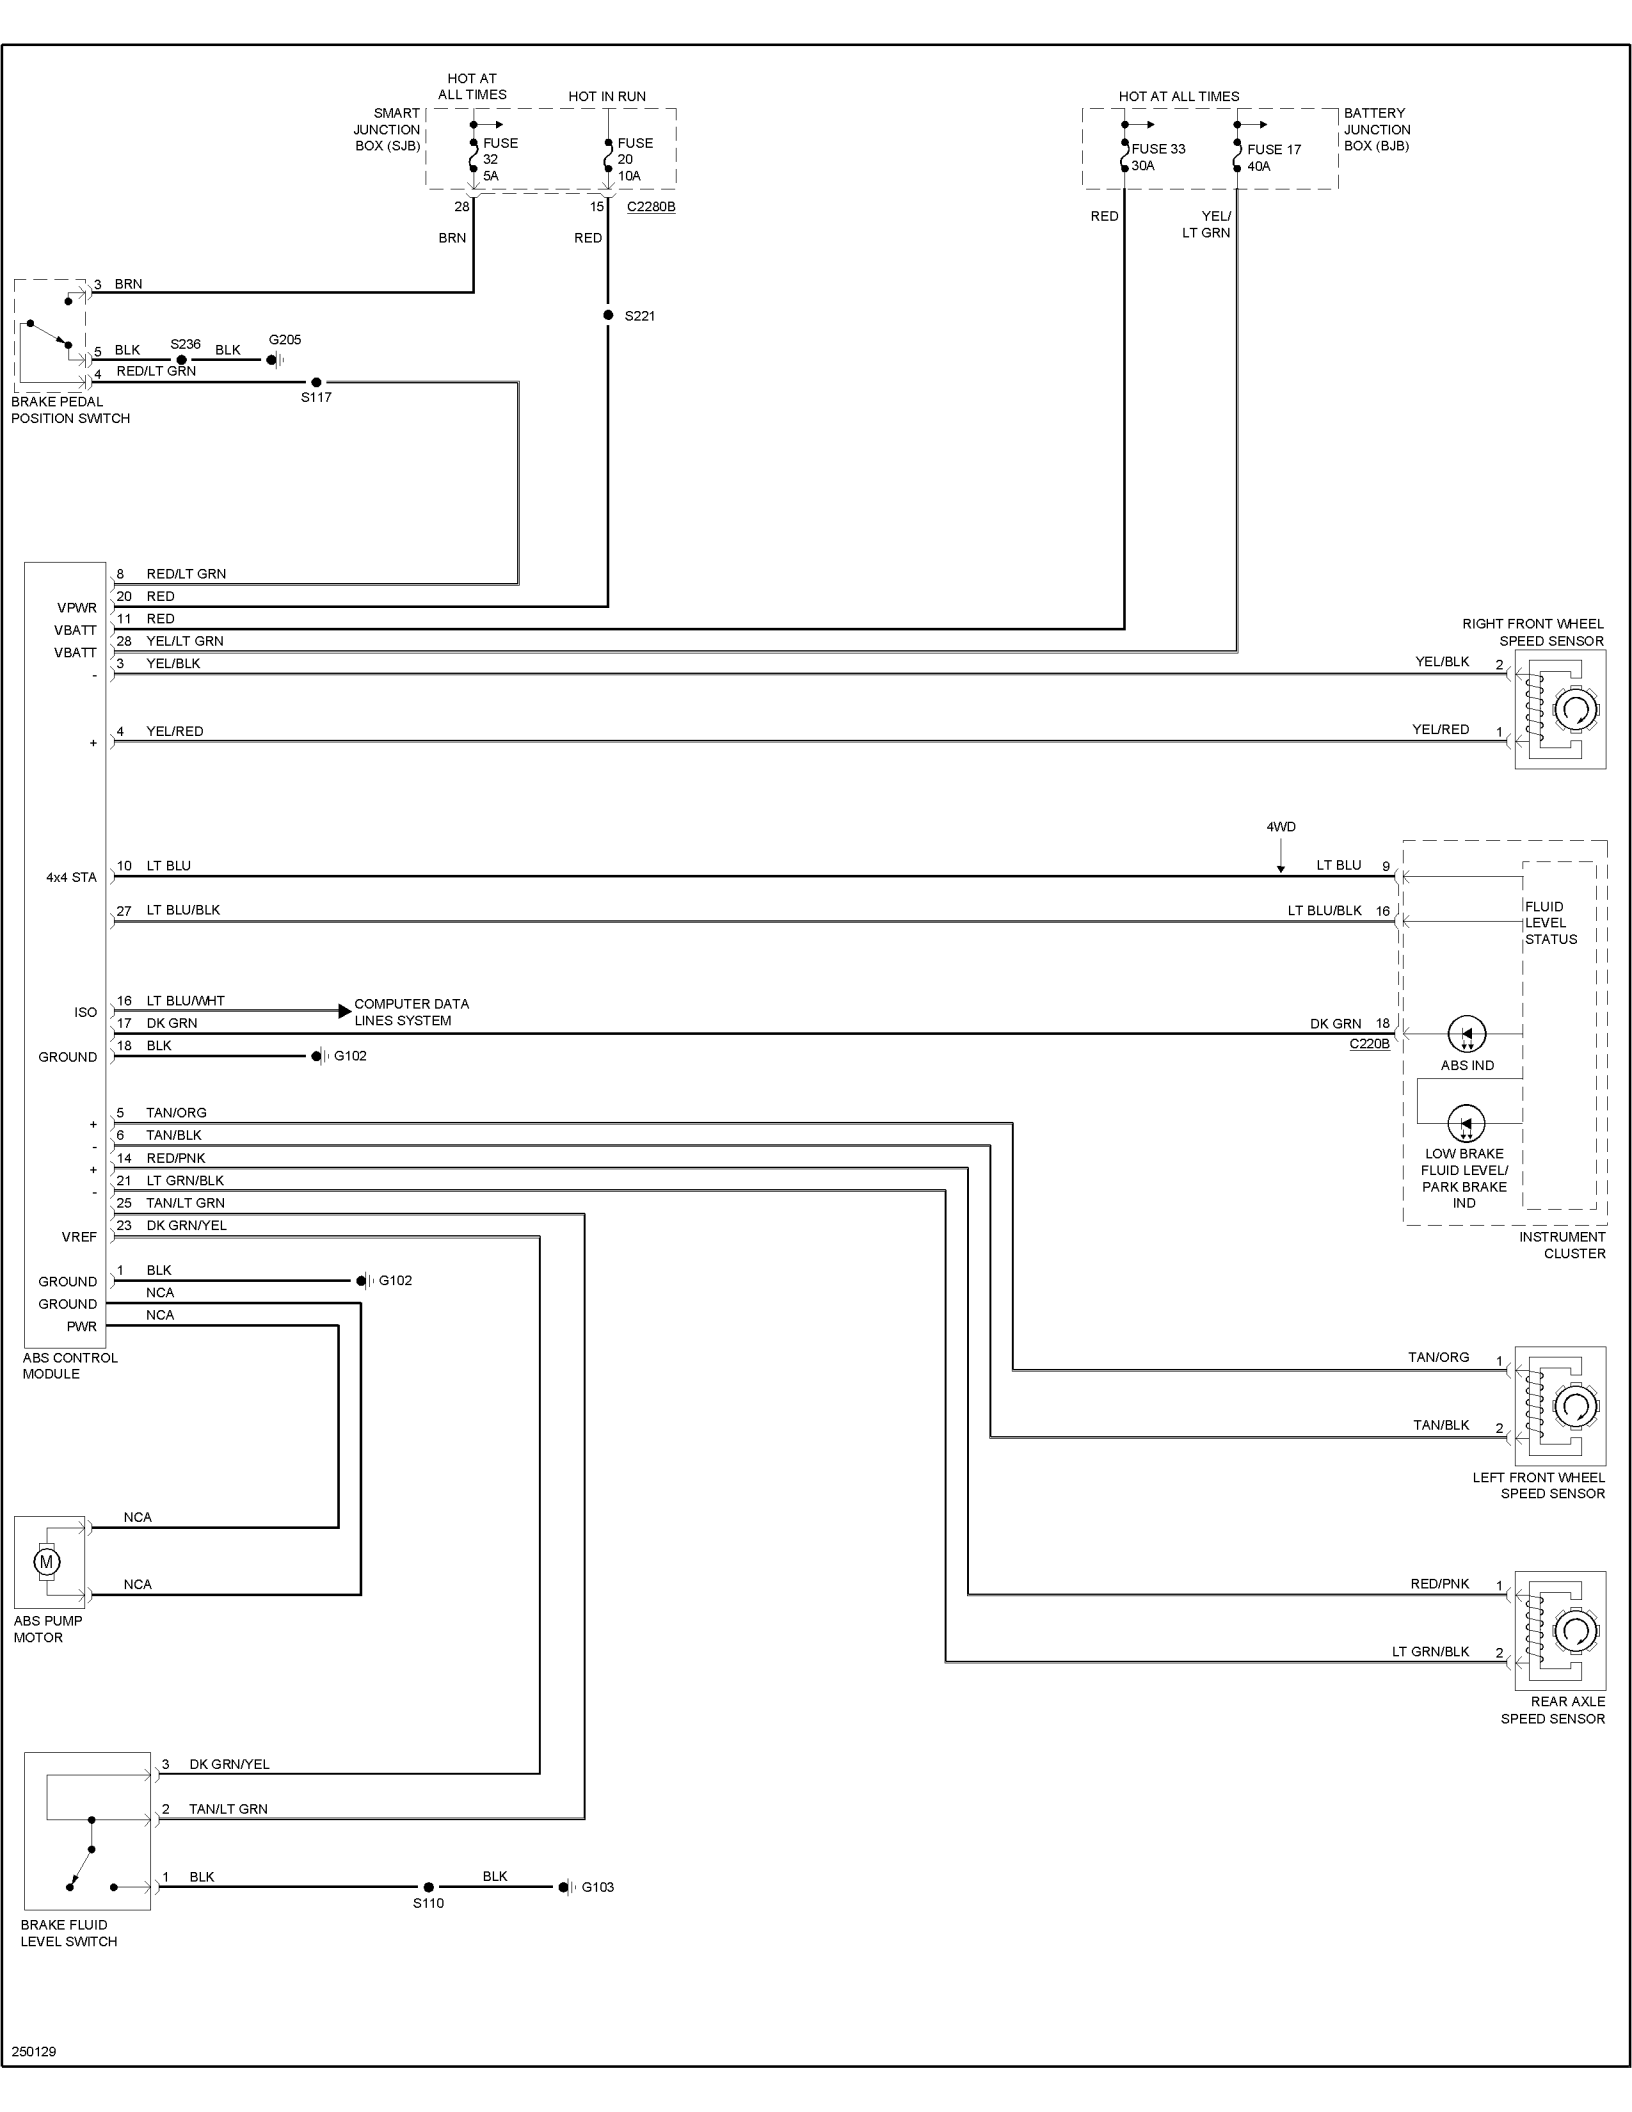 HOT AT
ALL TIMES
HOT IN RUN
SMART
JUNCTION
BOX (SJB)
FUSE
32
5A
FUSE
20
10A
28
15
C2280B
BRN
RED
HOT AT ALL TIMES
BATTERY
JUNCTION
BOX (BJB)
FUSE 33
30A
FUSE 17
40A
RED
YEL/
LT GRN
3 BRN
S221
5 BLK
S236
BLK
G205
4 RED/LT GRN
S117
BRAKE PEDAL
POSITION SWITCH
8 RED/LT GRN
VPWR 20 RED
VBATT 11 RED
VBATT 28 YEL/LT GRN
- 3 YEL/BLK
+ 4 YEL/RED
RIGHT FRONT WHEEL
SPEED SENSOR
YEL/BLK 2
YEL/RED 1
4WD
4x4 STA 10 LT BLU
LT BLU 9
27 LT BLU/BLK
LT BLU/BLK 16
FLUID
LEVEL
STATUS
ISO 16 LT BLU/WHT
COMPUTER DATA
LINES SYSTEM
17 DK GRN
DK GRN 18
C220B
GROUND 18 BLK
G102
ABS IND
LOW BRAKE
FLUID LEVEL/
PARK BRAKE
IND
INSTRUMENT
CLUSTER
+ 5 TAN/ORG
- 6 TAN/BLK
+ 14 RED/PNK
- 21 LT GRN/BLK
25 TAN/LT GRN
VREF 23 DK GRN/YEL
GROUND 1 BLK
G102
GROUND NCA
PWR NCA
ABS CONTROL
MODULE
TAN/ORG 1
TAN/BLK 2
LEFT FRONT WHEEL
SPEED SENSOR
NCA
M
NCA
ABS PUMP
MOTOR
RED/PNK 1
LT GRN/BLK 2
REAR AXLE
SPEED SENSOR
3 DK GRN/YEL
2 TAN/LT GRN
1 BLK
S110
BLK
G103
BRAKE FLUID
LEVEL SWITCH
250129